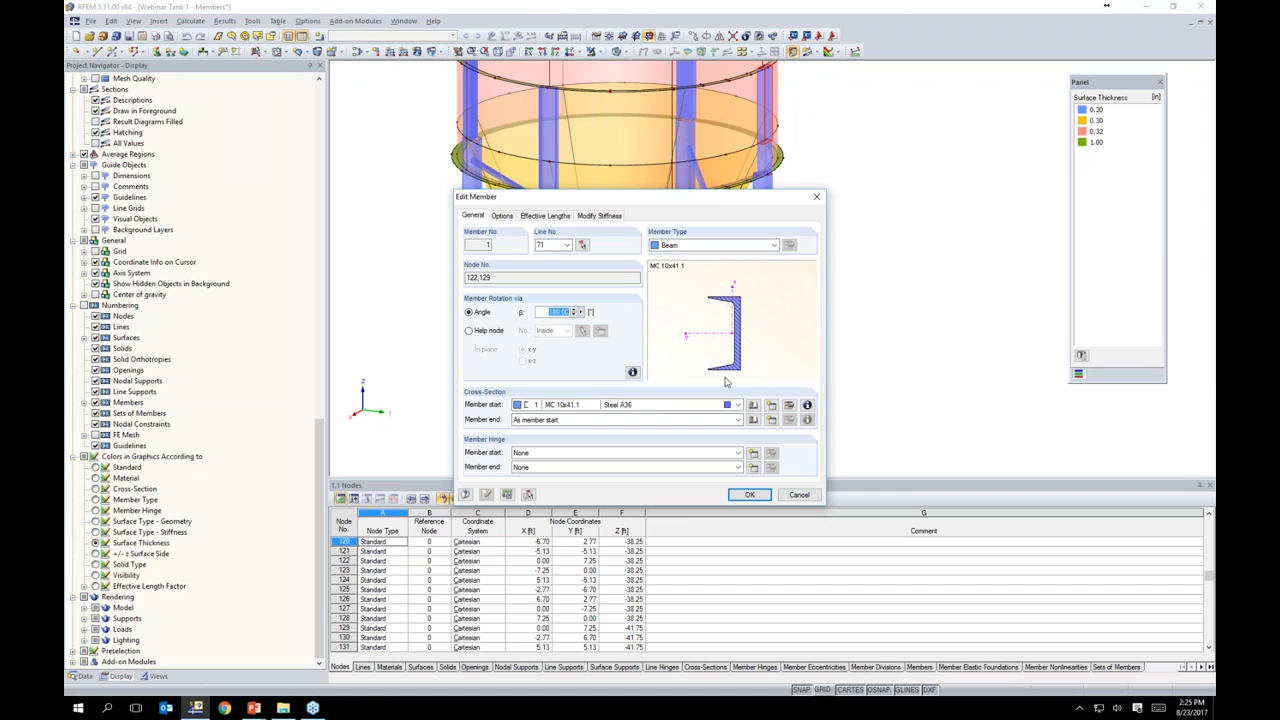 RFEM 5.11.00 x64 - [Webinar Tank 1 - Members*]
File Edit View Insert Calculate Results Tools Table Options Add-on Modules Window Help
Project Navigator - Display
Mesh Quality
Sections
Descriptions
Draw in Foreground
Result Diagrams Filled
Hatching
All Values
Average Regions
Guide Objects
Dimensions
Comments
Guidelines
Line Grids
Visual Objects
Background Layers
General
Grid
Coordinate Info on Cursor
Axis System
Show Hidden Objects in Background
Center of gravity
Numbering
Nodes
Lines
Surfaces
Solids
Solid Orthotropies
Openings
Nodal Supports
Line Supports
Members
Sets of Members
Nodal Constraints
FE Mesh
Guidelines
Colors in Graphics According to
Standard
Material
Cross-Section
Member Type
Member Hinge
Surface Type - Geometry
Surface Type - Stiffness
Surface Thickness
+/- z Surface Side
Solid Type
Visibility
Effective Length Factor
Rendering
Model
Supports
Loads
Lighting
Preselection
Add-on Modules
Data Display Views
Panel
Surface Thickness [in]
0.20
0.30
0.32
1.00
Z
Y
X
Edit Member
General Options Effective Lengths Modify Stiffness
Member No. Line No. Member Type
1 71 Beam
Node No.
122,129
MC 10x41.1
Member Rotation via
Angle β: 180.00 [°]
Help node No.: Inside
In plane: x-y
x-z
z
y
Cross-Section
Member start: 1 MC 10x41.1 Steel A36
Member end: As member start
Member Hinge
Member start: None
Member end: None
OK Cancel
1.1 Nodes
A B C D E F G
Node No. Node Type Reference Node Coordinate System Node Coordinates X [ft] Y [ft] Z [ft] Comment
120 Standard 0 Cartesian -6.70 2.77 -38.25
121 Standard 0 Cartesian -5.13 -5.13 -38.25
122 Standard 0 Cartesian 0.00 7.25 -38.25
123 Standard 0 Cartesian -7.25 0.00 -38.25
124 Standard 0 Cartesian 5.13 -5.13 -38.25
125 Standard 0 Cartesian -2.77 -6.70 -38.25
126 Standard 0 Cartesian 6.70 2.77 -38.25
127 Standard 0 Cartesian 0.00 -7.25 -38.25
128 Standard 0 Cartesian 7.25 0.00 -38.25
129 Standard 0 Cartesian 0.00 7.25 -41.75
130 Standard 0 Cartesian -2.77 6.70 -41.75
131 Standard 0 Cartesian 5.13 5.13 -41.75
Nodes Lines Materials Surfaces Solids Openings Nodal Supports Line Supports Surface Supports Line Hinges Cross-Sections Member Hinges Member Eccentricities Member Divisions Members Member Elastic Foundations Member Nonlinearities Sets of Members
SNAP GRID CARTES OSNAP GLINES DXF
2:25 PM
8/23/2017